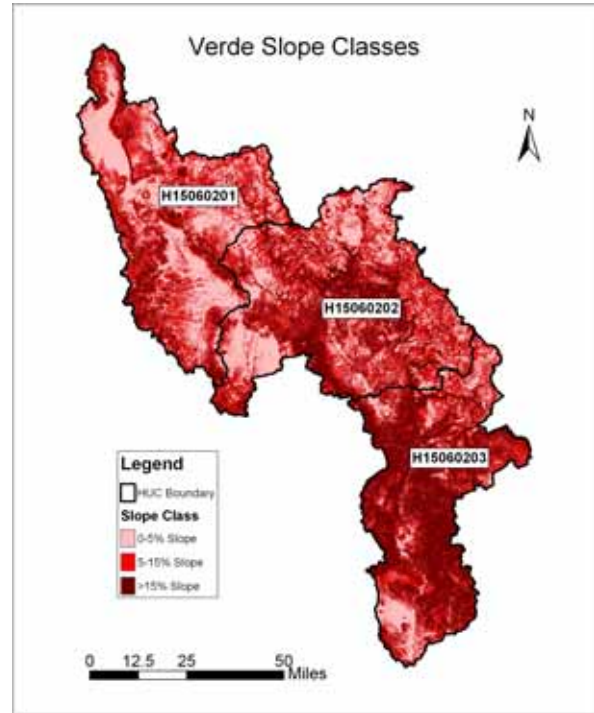 Verde Slope Classes
N
H15060201
H15060202
H15060203
Legend
HUC Boundary
Slope Class
0-5% Slope
5-15% Slope
>15% Slope
0 12.5 25 50
Miles